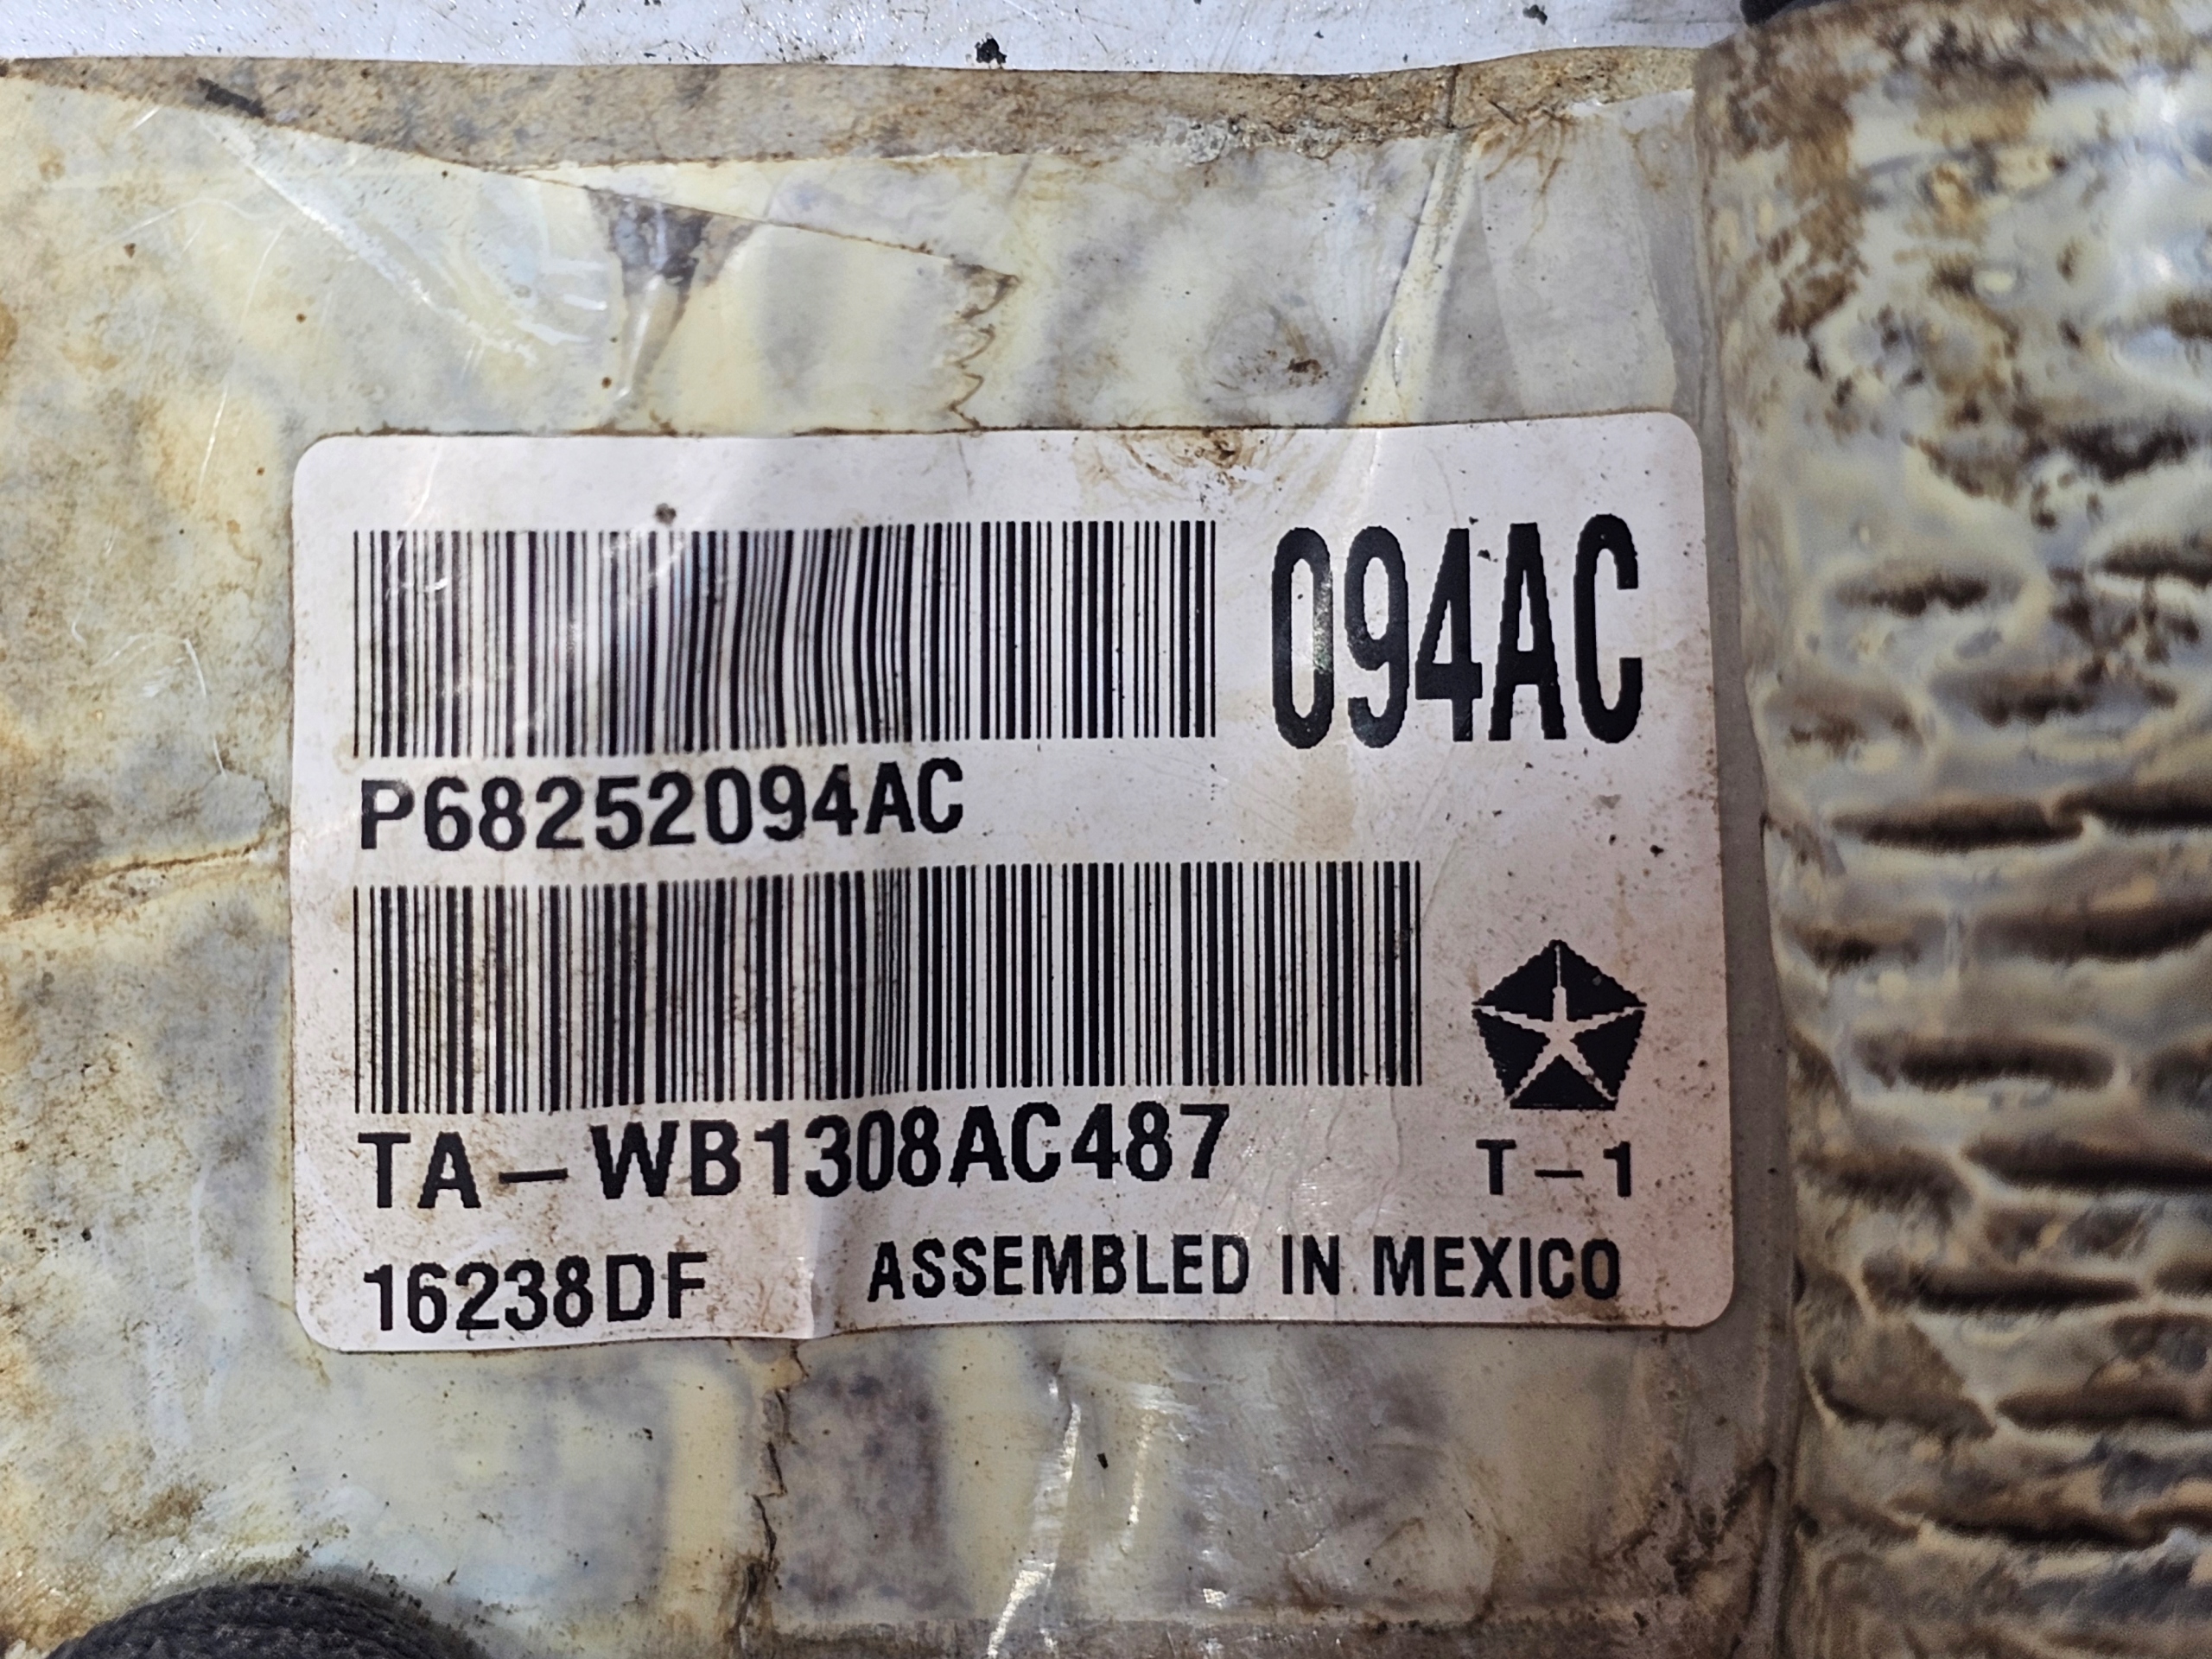 094AC
P68252094AC
TA-WB1308AC487
T-1
16238DF
ASSEMBLED IN MEXICO